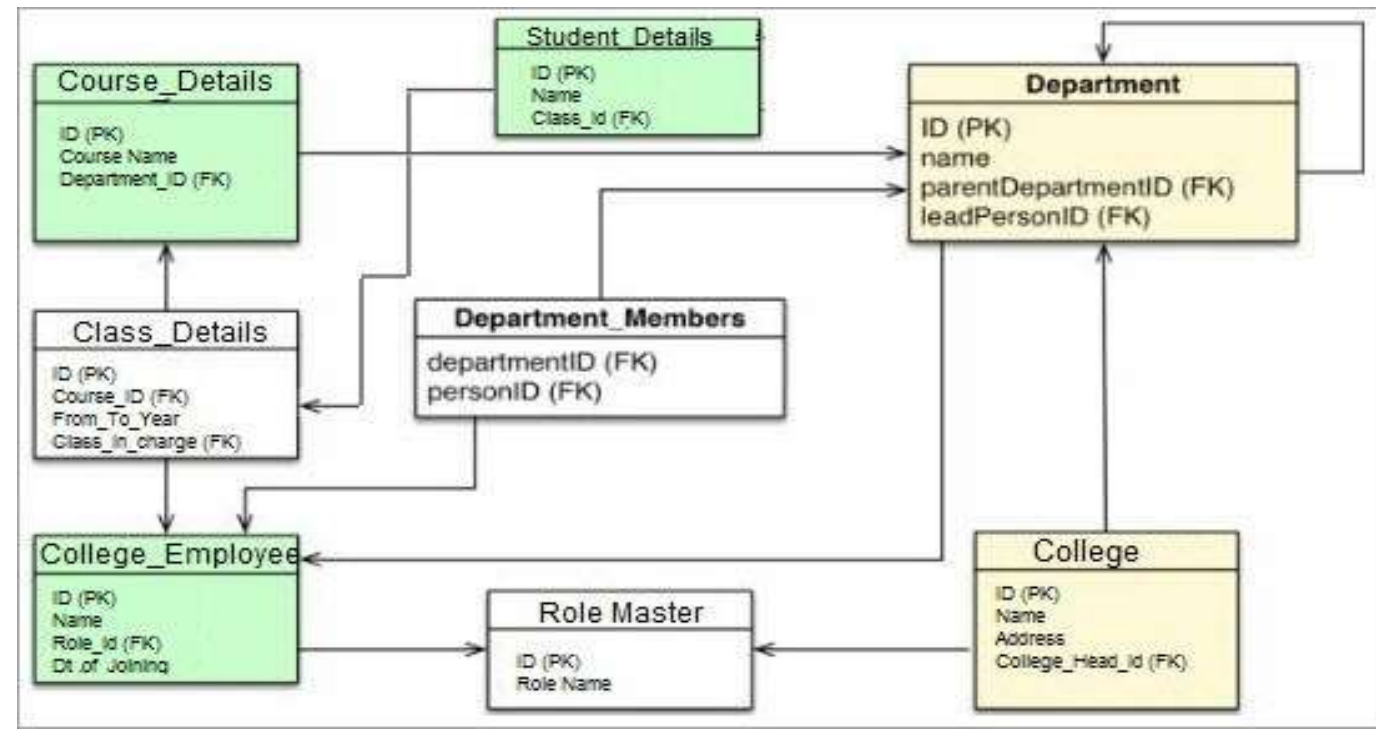 Student_Details
ID (PK)
Name
Class_Id (FK)
Course_Details
ID (PK)
Course Name
Department_ID (FK)
Department
ID (PK)
name
parentDepartmentID (FK)
leadPersonID (FK)
Class_Details
ID (PK)
Course_ID (FK)
From_To_Year
Class_In_charge (FK)
Department_Members
departmentID (FK)
personID (FK)
College_Employee
ID (PK)
Name
Role_Id (FK)
Dt .of Joining
Role Master
ID (PK)
Role Name
College
ID (PK)
Name
Address
College_Head_Id (FK)